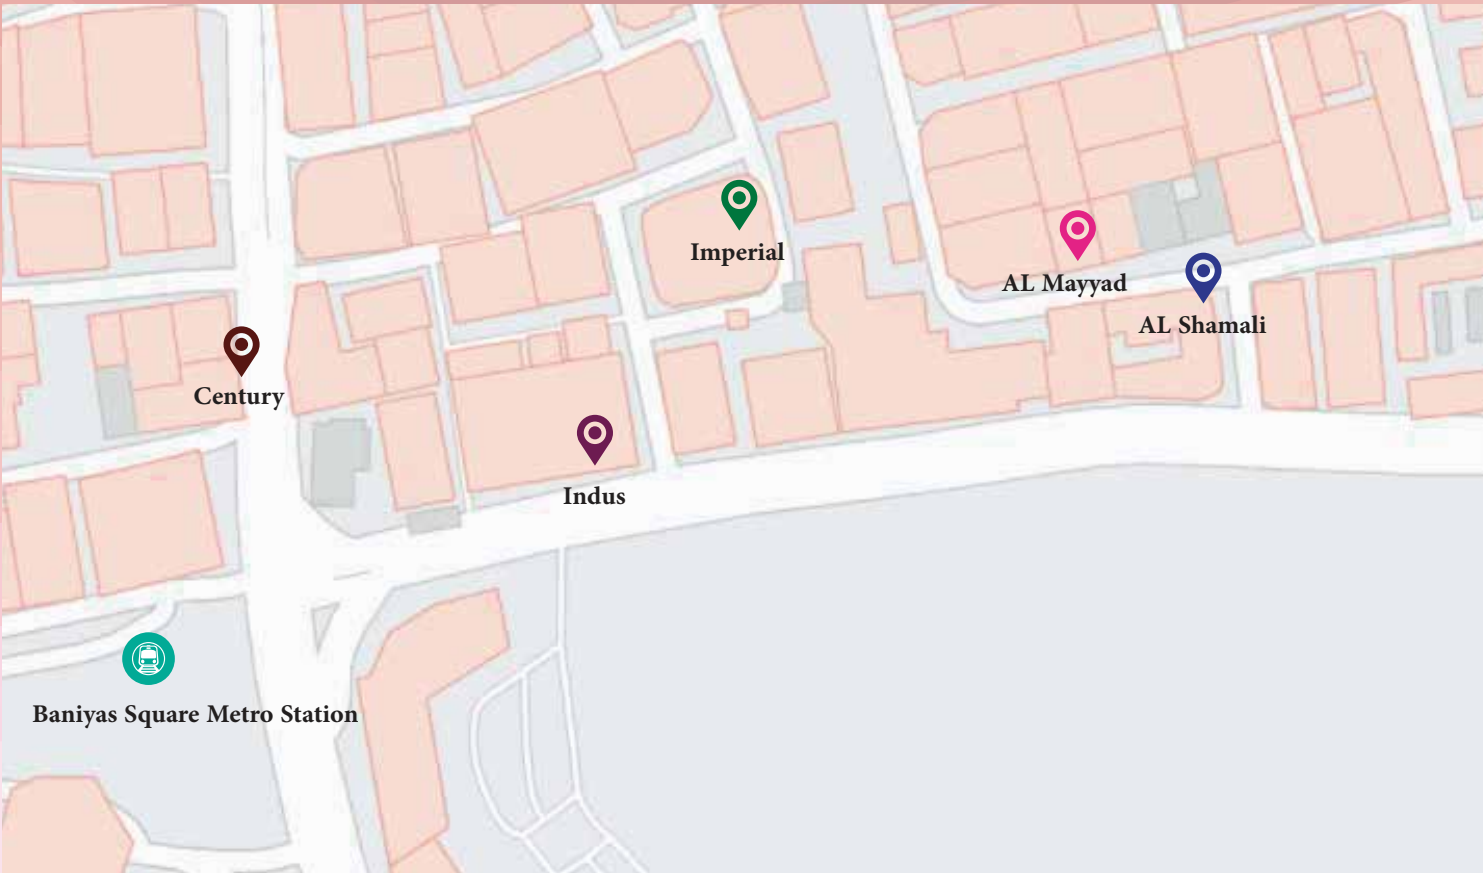 Imperial
AL Mayyad
AL Shamali
Century
Indus
Baniyas Square Metro Station